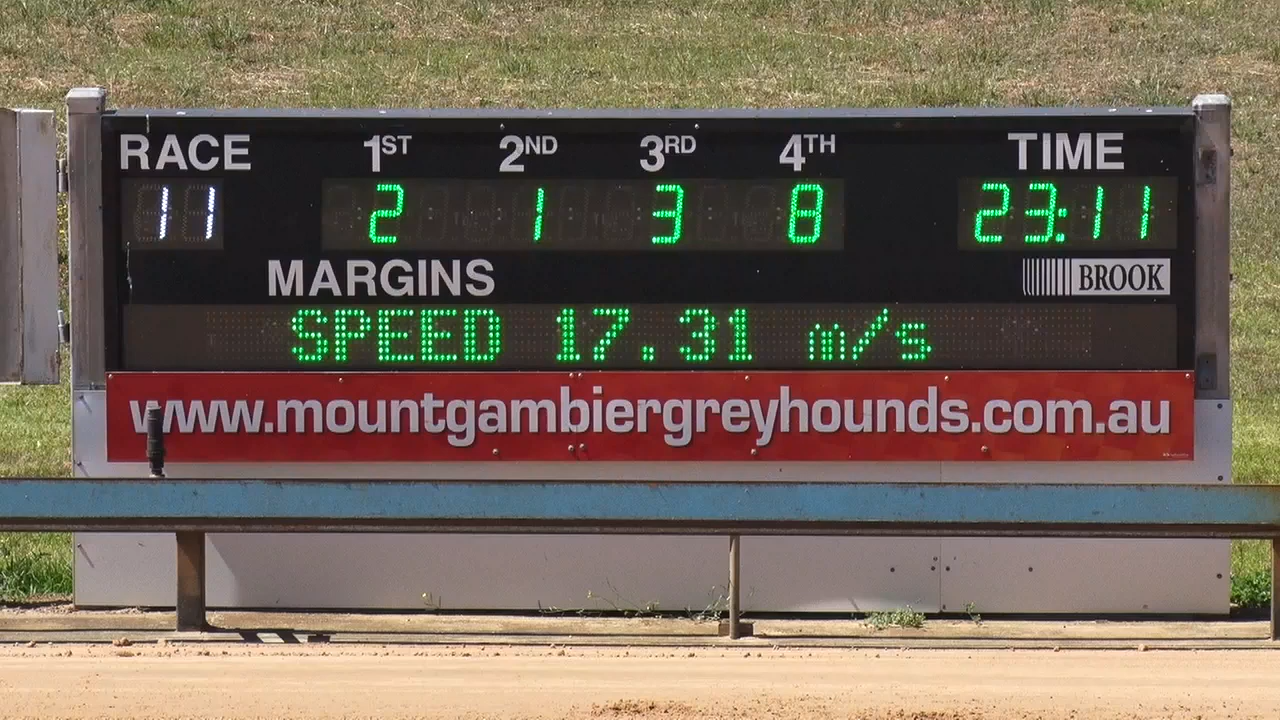 RACE 1ST 2ND 3RD 4TH TIME
11 2 1 3 8 23:11
MARGINS BROOK
SPEED 17.31 m/s
www.mountgambiergreyhounds.com.au